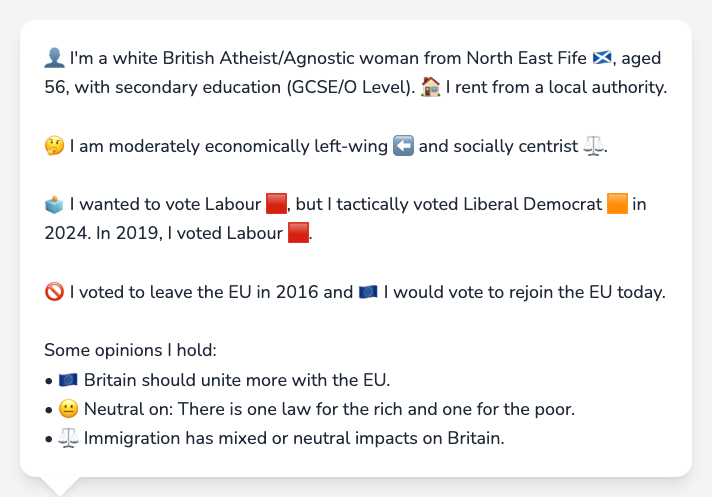 👤 I'm a white British Atheist/Agnostic woman from North East Fife 🏴󠁧󠁢󠁳󠁣󠁴󠁿, aged
56, with secondary education (GCSE/O Level). 🏠 I rent from a local authority.
🤔 I am moderately economically left-wing ⬅️ and socially centrist ⚖️.
🗳️ I wanted to vote Labour 🟥, but I tactically voted Liberal Democrat 🟧 in
2024. In 2019, I voted Labour 🟥.
🚫 I voted to leave the EU in 2016 and 🇪🇺 I would vote to rejoin the EU today.
Some opinions I hold:
• 🇪🇺 Britain should unite more with the EU.
• 😐 Neutral on: There is one law for the rich and one for the poor.
• ⚖️ Immigration has mixed or neutral impacts on Britain.